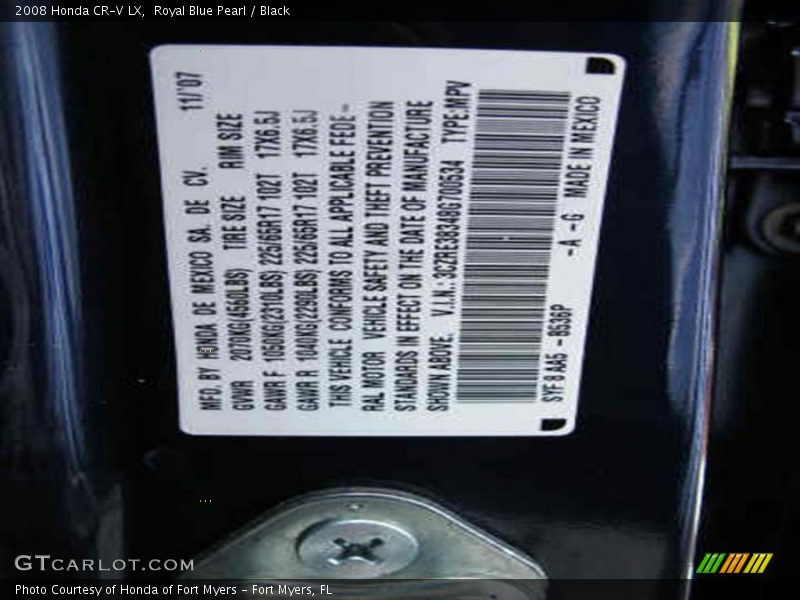 2008 Honda CR-V LX, Royal Blue Pearl / Black
MFD. BY HONDA DE MEXICO SA. DE CV. 11/'07
GVWR 2070KG(4560LBS) TIRE SIZE RIM SIZE
GAWR F 1050KG(2310LBS) 225/65R17 102T 17X6.5J
GAWR R 1040KG(2290LBS) 225/65R17 102T 17X6.5J
THIS VEHICLE CONFORMS TO ALL APPLICABLE FEDE-
RAL MOTOR VEHICLE SAFETY AND THEFT PREVENTION
STANDARDS IN EFFECT ON THE DATE OF MANUFACTURE
SHOWN ABOVE. V.I.N.: 3CZRE38348G700534 TYPE:MPV
SYF8AA5 -B536P -A -G MADE IN MEXICO
GTCARLOT.COM
Photo Courtesy of Honda of Fort Myers - Fort Myers, FL